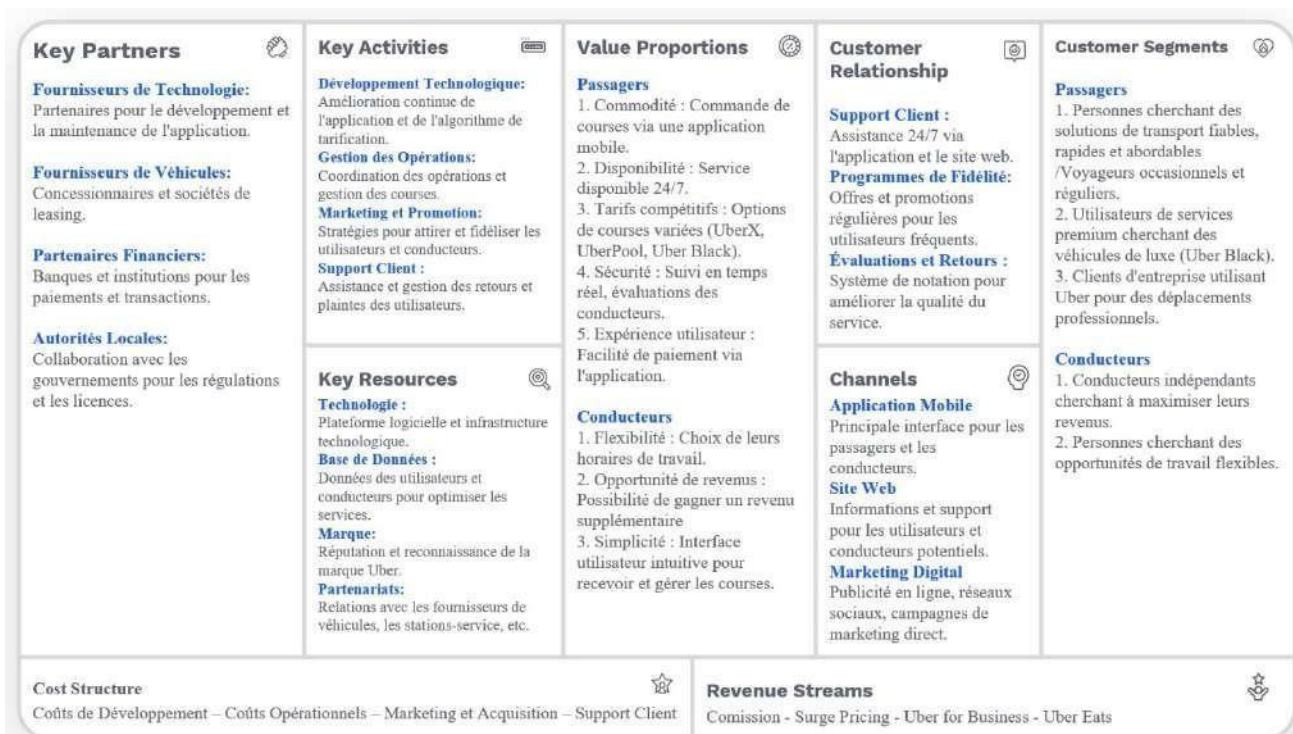 Key Partners
Fournisseurs de Technologie:
Partenaires pour le développement et
la maintenance de l'application.
Fournisseurs de Véhicules:
Concessionnaires et sociétés de
leasing.
Partenaires Financiers:
Banques et institutions pour les
paiements et transactions.
Autorités Locales:
Collaboration avec les
gouvernements pour les régulations
et les licences.
Key Activities
Développement Technologique:
Amélioration continue de
l'application et de l'algorithme de
tarification.
Gestion des Opérations:
Coordination des opérations et
gestion des courses.
Marketing et Promotion:
Stratégies pour attirer et fidéliser les
utilisateurs et conducteurs.
Support Client :
Assistance et gestion des retours et
plaintes des utilisateurs.
Key Resources
Technologie :
Plateforme logicielle et infrastructure
technologique.
Base de Données :
Données des utilisateurs et
conducteurs pour optimiser les
services.
Marque:
Réputation et reconnaissance de la
marque Uber.
Partenariats:
Relations avec les fournisseurs de
véhicules, les stations-service, etc.
Value Proportions
Passagers
1. Commodité : Commande de
courses via une application
mobile.
2. Disponibilité : Service
disponible 24/7.
3. Tarifs compétitifs : Options
de courses variées (UberX,
UberPool, Uber Black).
4. Sécurité : Suivi en temps
réel, évaluations des
conducteurs.
5. Expérience utilisateur :
Facilité de paiement via
l'application.
Conducteurs
1. Flexibilité : Choix de leurs
horaires de travail.
2. Opportunité de revenus :
Possibilité de gagner un revenu
supplémentaire
3. Simplicité : Interface
utilisateur intuitive pour
recevoir et gérer les courses.
Customer
Relationship
Support Client :
Assistance 24/7 via
l'application et le site web.
Programmes de Fidélité:
Offres et promotions
régulières pour les
utilisateurs fréquents.
Évaluations et Retours :
Système de notation pour
améliorer la qualité du
service.
Channels
Application Mobile
Principale interface pour les
passagers et les
conducteurs.
Site Web
Informations et support
pour les utilisateurs et
conducteurs potentiels.
Marketing Digital
Publicité en ligne, réseaux
sociaux, campagnes de
marketing direct.
Customer Segments
Passagers
1. Personnes cherchant des
solutions de transport fiables,
rapides et abordables
/Voyageurs occasionnels et
réguliers.
2. Utilisateurs de services
premium cherchant des
véhicules de luxe (Uber Black).
3. Clients d'entreprise utilisant
Uber pour des déplacements
professionnels.
Conducteurs
1. Conducteurs indépendants
cherchant à maximiser leurs
revenus.
2. Personnes cherchant des
opportunités de travail flexibles.
Cost Structure
Coûts de Développement – Coûts Opérationnels – Marketing et Acquisition – Support Client
Revenue Streams
Comission - Surge Pricing - Uber for Business - Uber Eats